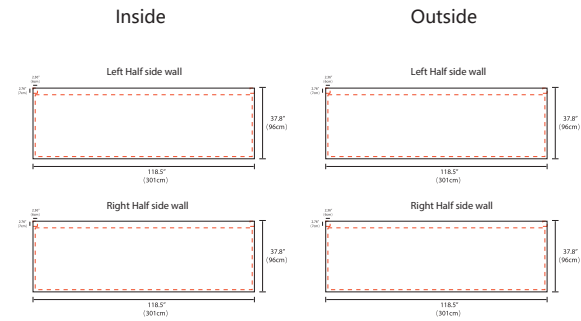 Inside
Outside
Left Half side wall
37.8"
(96cm)
118.5"
(301cm)
Left Half side wall
37.8"
(96cm)
118.5"
(301cm)
Right Half side wall
37.8"
(96cm)
118.5"
(301cm)
Right Half side wall
37.8"
(96cm)
118.5"
(301cm)